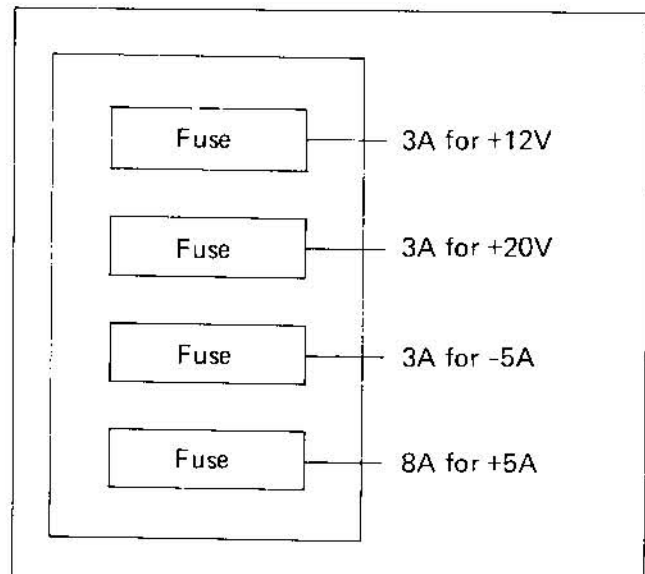 Fuse 3A for +12V
Fuse 3A for +20V
Fuse 3A for -5A
Fuse 8A for +5A